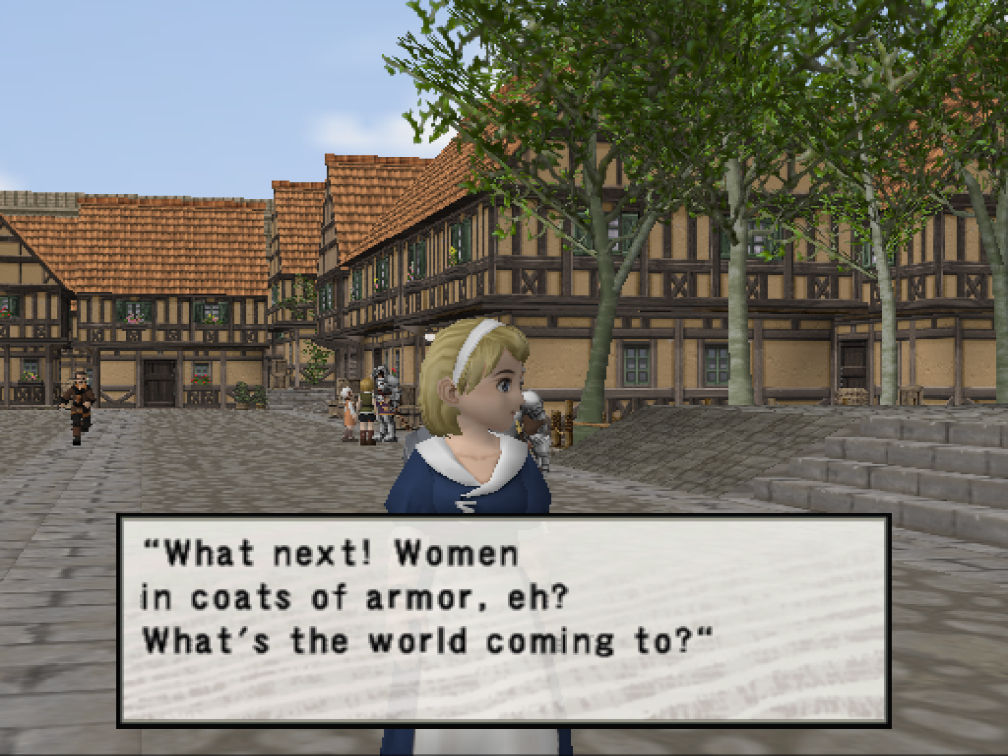 “What next! Women
in coats of armor, eh?
What's the world coming to?“